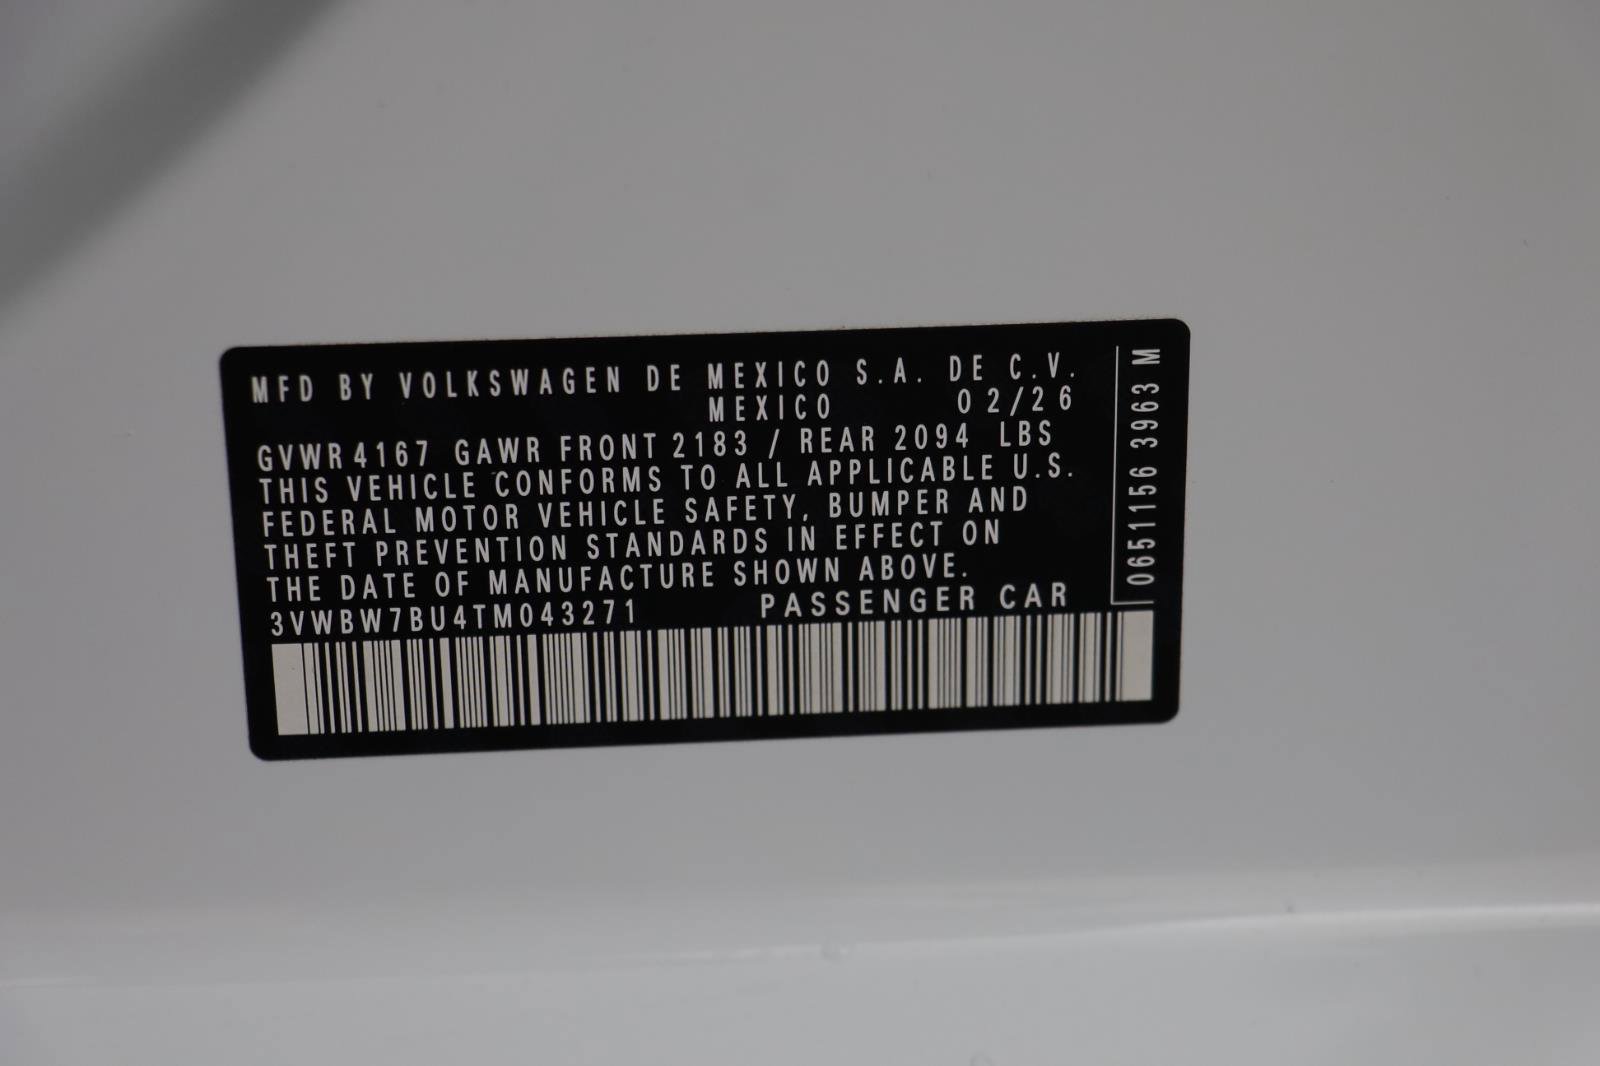 MFD BY VOLKSWAGEN DE MEXICO S.A. DE C.V.
MEXICO 02/26
GVWR 4167 GAWR FRONT 2183 / REAR 2094 LBS
THIS VEHICLE CONFORMS TO ALL APPLICABLE U.S.
FEDERAL MOTOR VEHICLE SAFETY, BUMPER AND
THEFT PREVENTION STANDARDS IN EFFECT ON
THE DATE OF MANUFACTURE SHOWN ABOVE.
3VWBW7BU4TM043271 PASSENGER CAR
0651156 3963 M